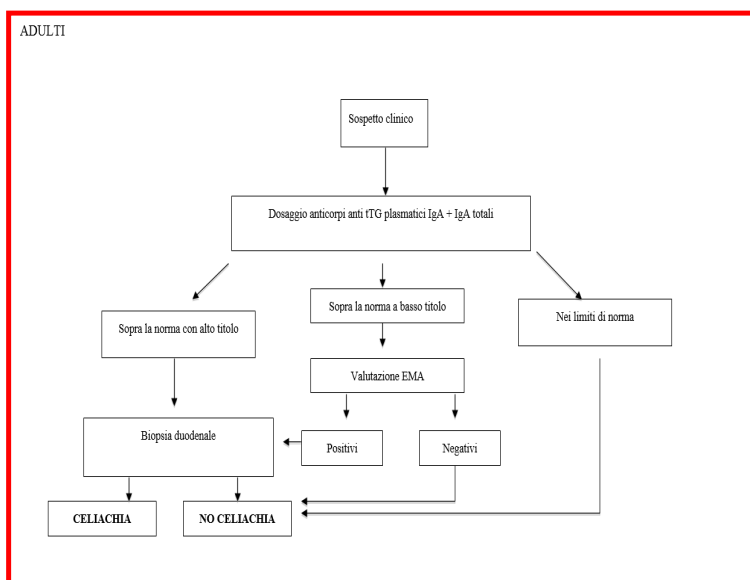 ADULTI
Sospetto clinico
Dosaggio anticorpi anti tTG plasmatici IgA + IgA totali
Sopra la norma con alto titolo
Sopra la norma a basso titolo
Nei limiti di norma
Valutazione EMA
Biopsia duodenale
Positivi
Negativi
CELIACHIA
NO CELIACHIA